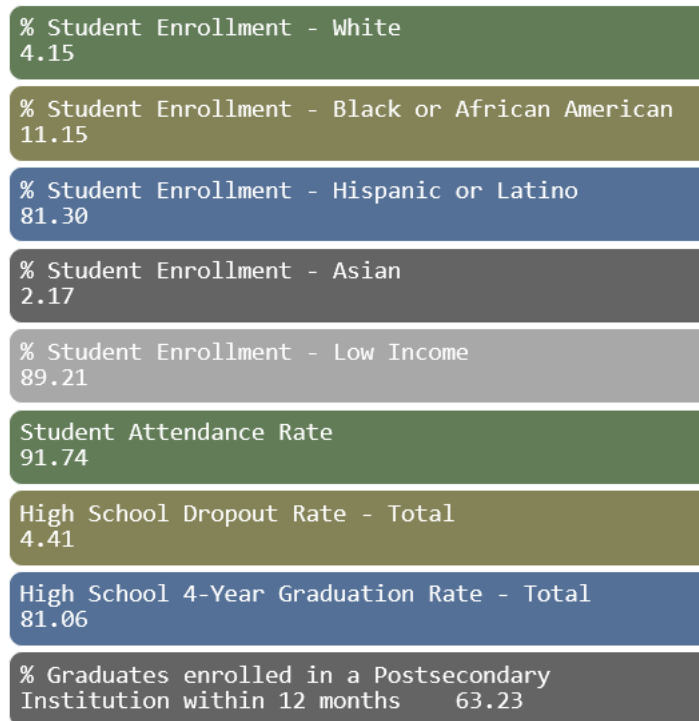 % Student Enrollment - White
4.15
% Student Enrollment - Black or African American
11.15
% Student Enrollment - Hispanic or Latino
81.30
% Student Enrollment - Asian
2.17
% Student Enrollment - Low Income
89.21
Student Attendance Rate
91.74
High School Dropout Rate - Total
4.41
High School 4-Year Graduation Rate - Total
81.06
% Graduates enrolled in a Postsecondary
Institution within 12 months    63.23